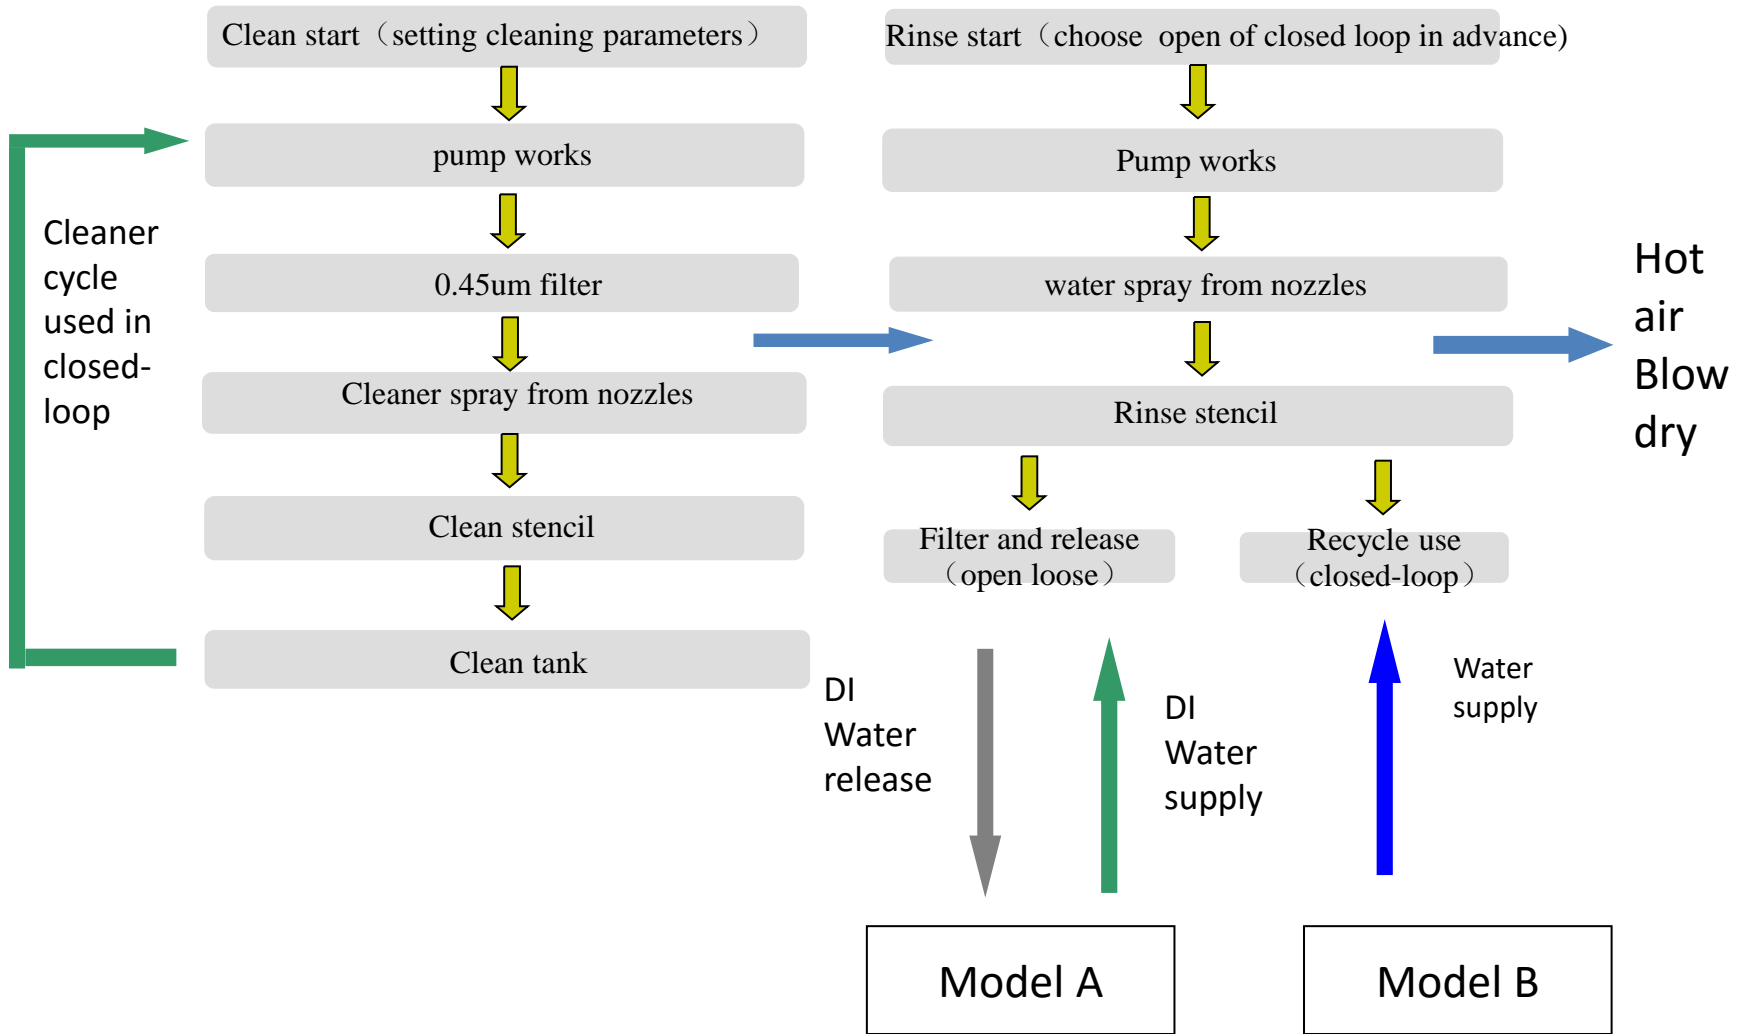 Clean start（setting cleaning parameters）
pump works
0.45um filter
Cleaner spray from nozzles
Clean stencil
Clean tank
Cleaner
cycle
used in
closed-
loop
Rinse start（choose  open of closed loop in advance)
Pump works
water spray from nozzles
Rinse stencil
Filter and release
（open loose）
Recycle use
（closed-loop）
Hot
air
Blow
dry
DI
Water
release
DI
Water
supply
Water
supply
Model A
Model B